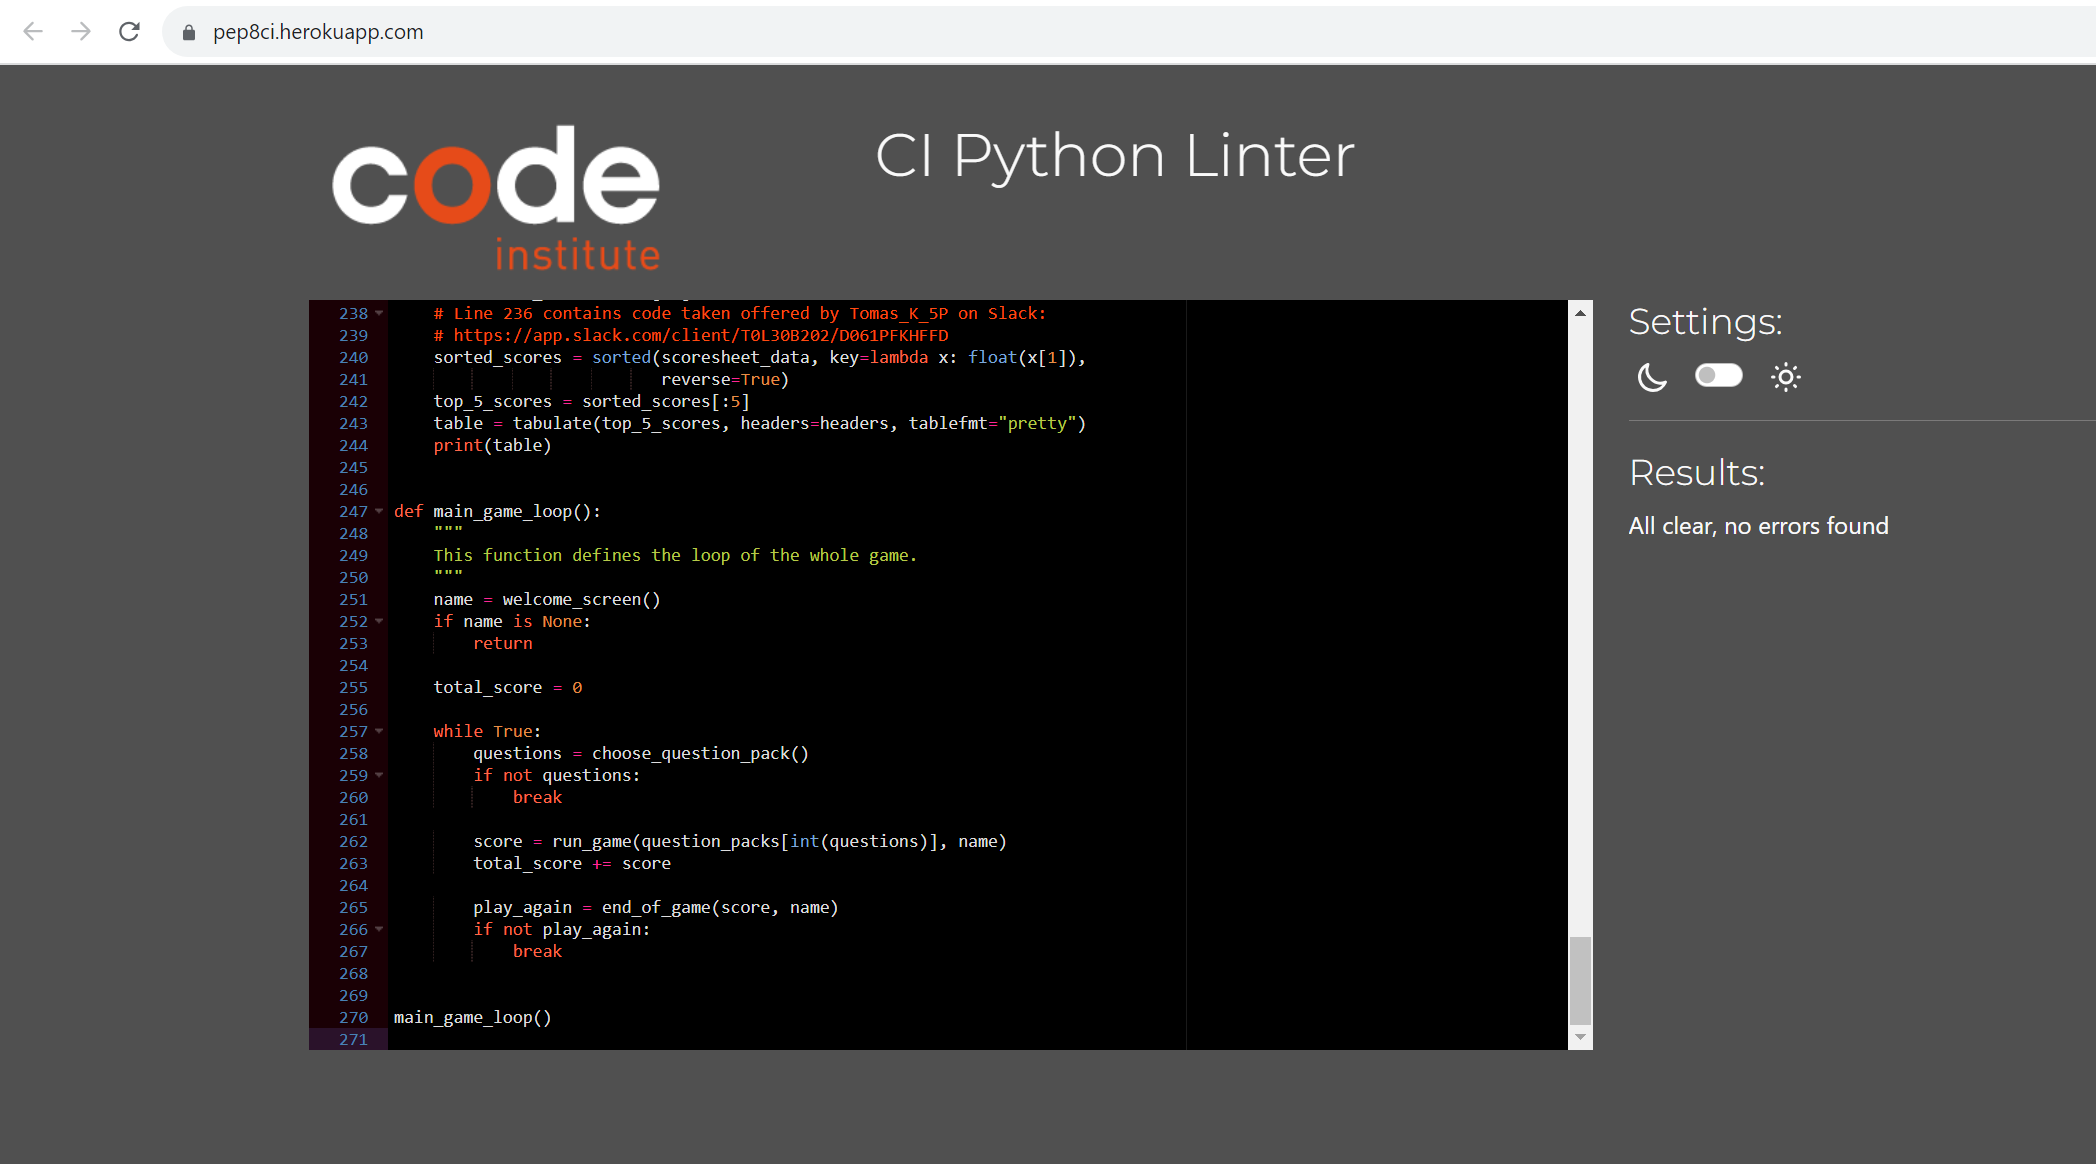 pep8ci.herokuapp.com
code
institute
CI Python Linter
238     # Line 236 contains code taken offered by Tomas_K_5P on Slack:
239     # https://app.slack.com/client/T0L30B202/D061PFKHFFD
240     sorted_scores = sorted(scoresheet_data, key=lambda x: float(x[1]),
241                            reverse=True)
242     top_5_scores = sorted_scores[:5]
243     table = tabulate(top_5_scores, headers=headers, tablefmt="pretty")
244     print(table)
245
246
247 def main_game_loop():
248     """
249     This function defines the loop of the whole game.
250     """
251     name = welcome_screen()
252     if name is None:
253         return
254
255     total_score = 0
256
257     while True:
258         questions = choose_question_pack()
259         if not questions:
260             break
261
262         score = run_game(question_packs[int(questions)], name)
263         total_score += score
264
265         play_again = end_of_game(score, name)
266         if not play_again:
267             break
268
269
270 main_game_loop()
271
Settings:
Results:
All clear, no errors found